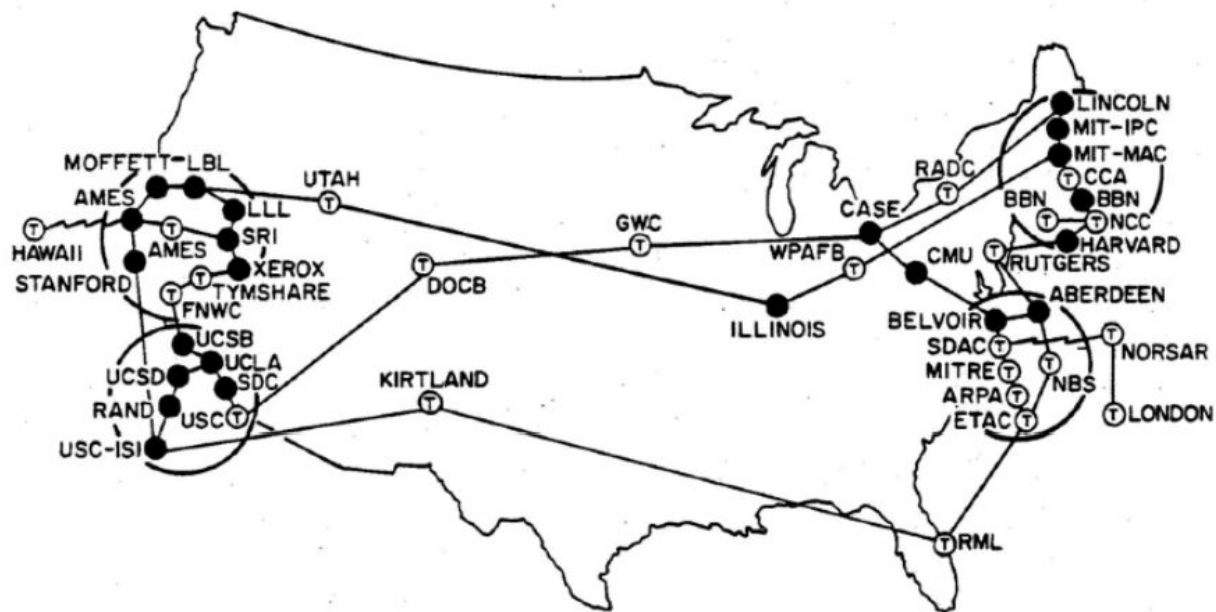 LINCOLN
MIT-IPC
MIT-MAC
MOFFETT
LBL
RADC
CCA
UTAH
AMES
BBN
BBN
LLL
CASE
NCC
T
GWC
HAWAII
AMES
SRI
HARVARD
WPAFB
CMU
RUTGERS
STANFORD
XEROX
TYMSHARE
DOCB
ABERDEEN
FNWC
ILLINOIS
BELVOIR
UCSB
SDAC
NORSAR
UCLA
UCSD
MITRE
NBS
SDC
KIRTLAND
ARPA
RAND
USC
ETAC
LONDON
USC-ISI
RML